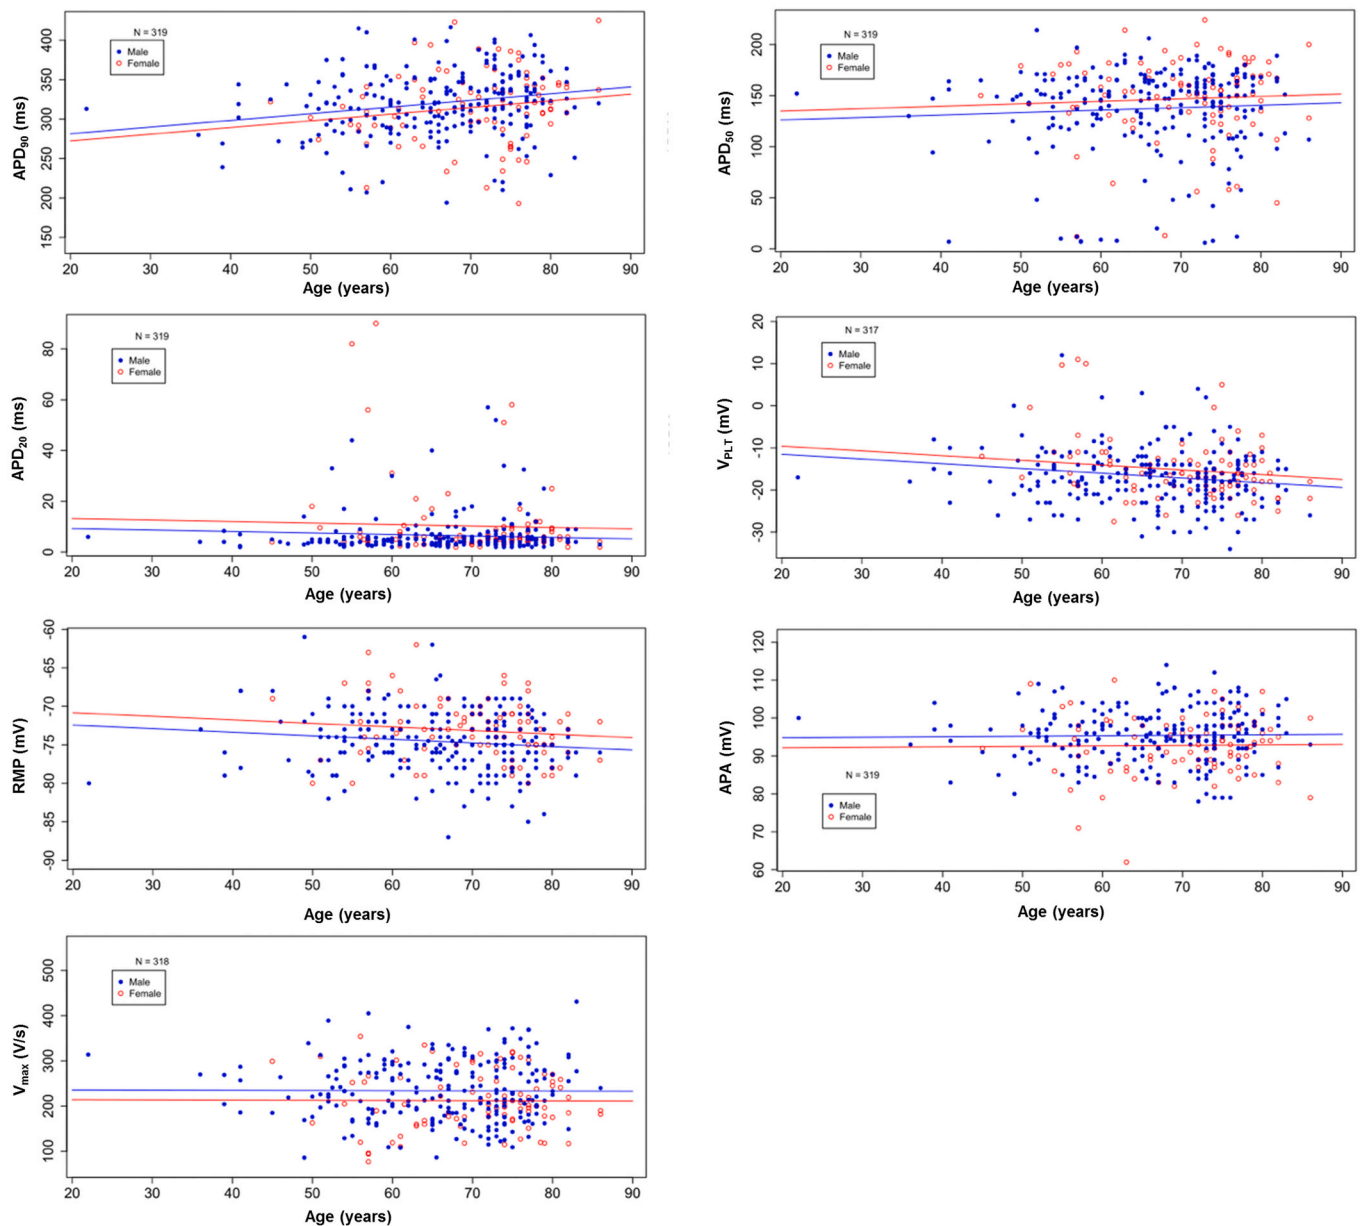 N = 319
Male
Female
APD90 (ms)
400
350
300
250
200
150
20 30 40 50 60 70 80 90
Age (years)
N = 319
Male
Female
APD50 (ms)
200
150
100
50
0
20 30 40 50 60 70 80 90
Age (years)
N = 319
Male
Female
APD20 (ms)
80
60
40
20
0
20 30 40 50 60 70 80 90
Age (years)
N = 317
Male
Female
VPLT (mV)
20
10
0
-10
-20
-30
20 30 40 50 60 70 80 90
Age (years)
RMP (mV)
-60
-65
-70
-75
-80
-85
-90
20 30 40 50 60 70 80 90
Age (years)
APA (mV)
120
110
100
90
80
70
60
N = 319
Male
Female
20 30 40 50 60 70 80 90
Age (years)
N = 318
Male
Female
Vmax (V/s)
500
400
300
200
100
20 30 40 50 60 70 80 90
Age (years)